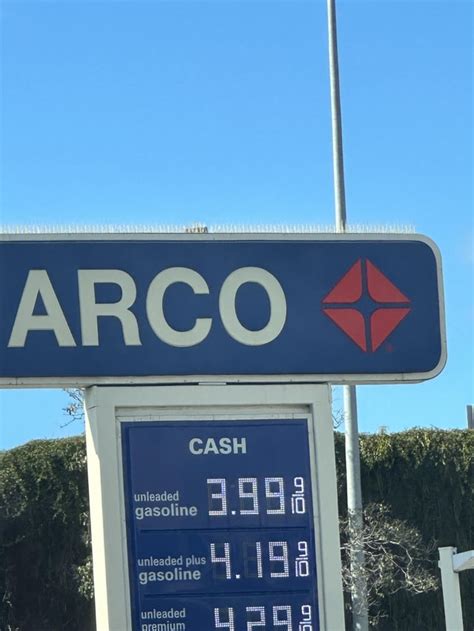 ARCO
CASH
unleaded
gasoline 3.99 9/10
unleaded plus
gasoline 4.19 9/10
unleaded
premium 4.29 9/10